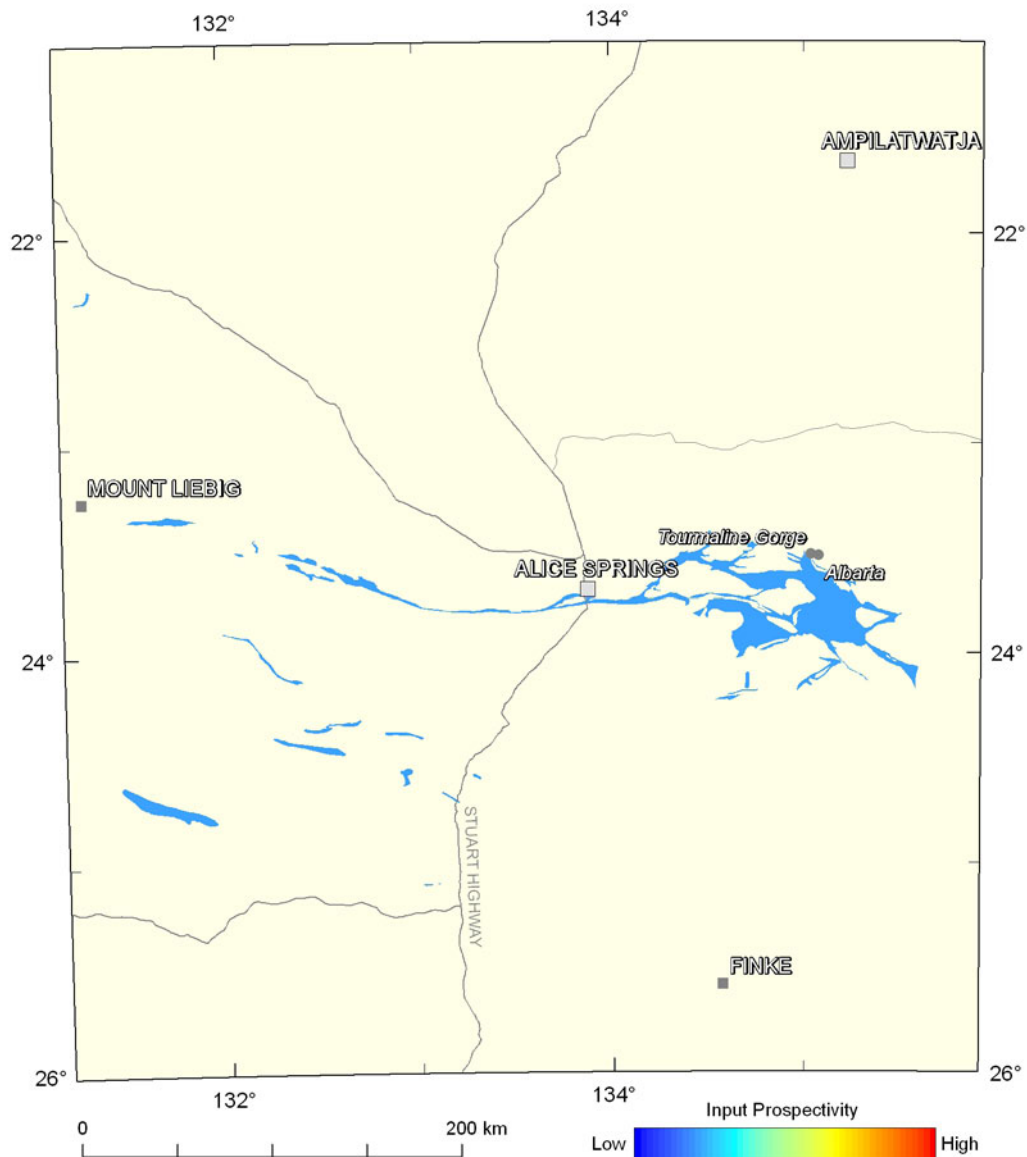 132° 134°
AMPILATWATJA
22° 22°
MOUNT LIEBIG
Tourmaline Gorge
ALICE SPRINGS
Albarta
24° 24°
STUART HIGHWAY
FINKE
26° 26°
132° 134°
Input Prospectivity
0 200 km
Low High